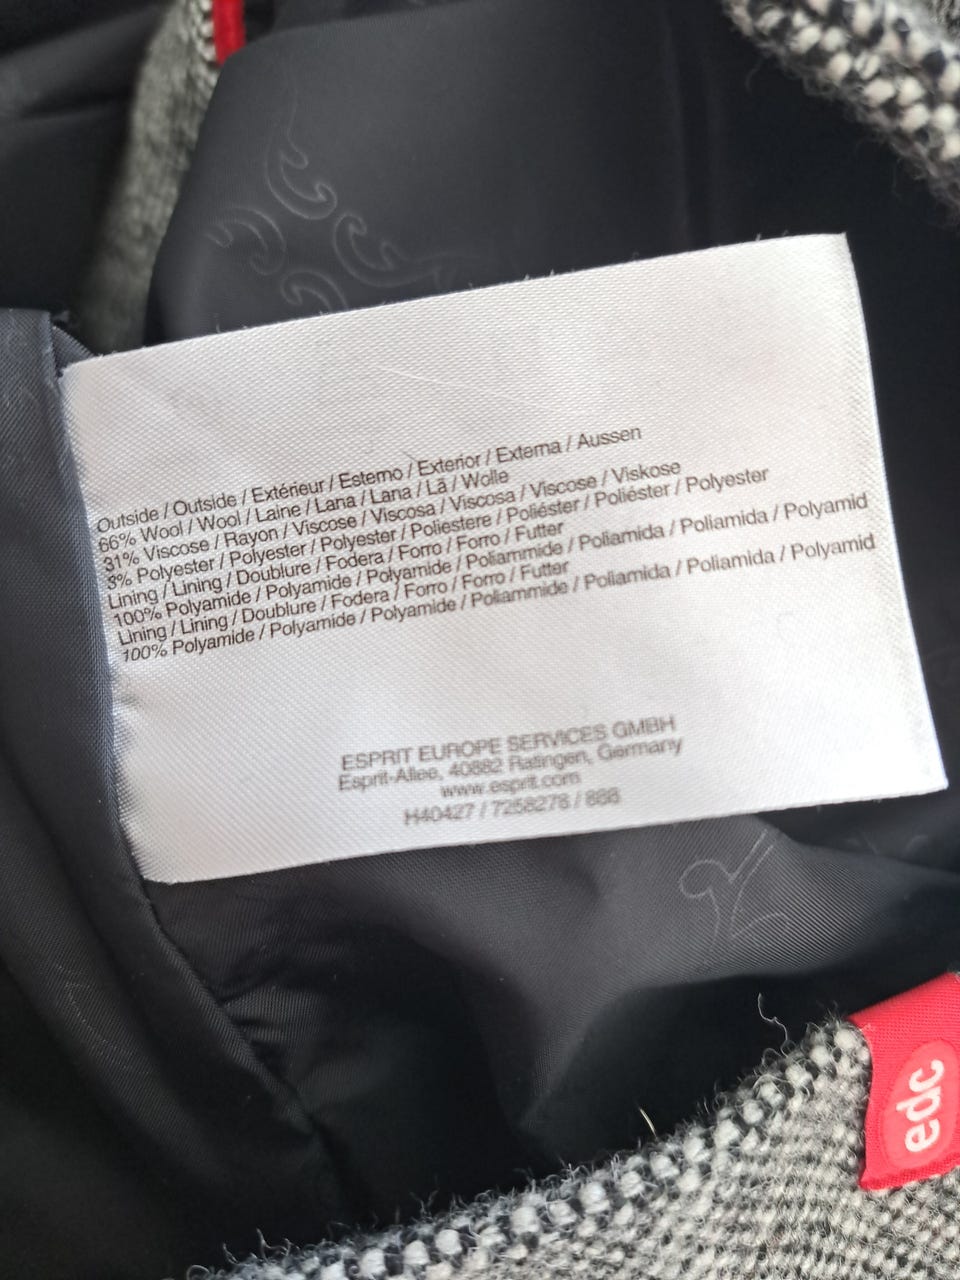 Outside / Outside / Extérieur / Esterno / Exterior / Externa / Aussen
66% Wool / Wool / Laine / Lana / Lana / Lã / Wolle
31% Viscose / Rayon / Viscose / Viscosa / Viscosa / Viscose / Viskose
3% Polyester / Polyester / Polyester / Poliestere / Poliéster / Poliéster / Polyester
Lining / Lining / Doublure / Fodera / Forro / Forro / Futter
100% Polyamide / Polyamide / Polyamide / Poliammide / Poliamida / Poliamida / Polyamid
Lining / Lining / Doublure / Fodera / Forro / Forro / Futter
100% Polyamide / Polyamide / Polyamide / Poliammide / Poliamida / Poliamida / Polyamid
ESPRIT EUROPE SERVICES GMBH
Esprit-Allee, 40882 Ratingen, Germany
www.esprit.com
H40427 / 7258278 / 888
edc